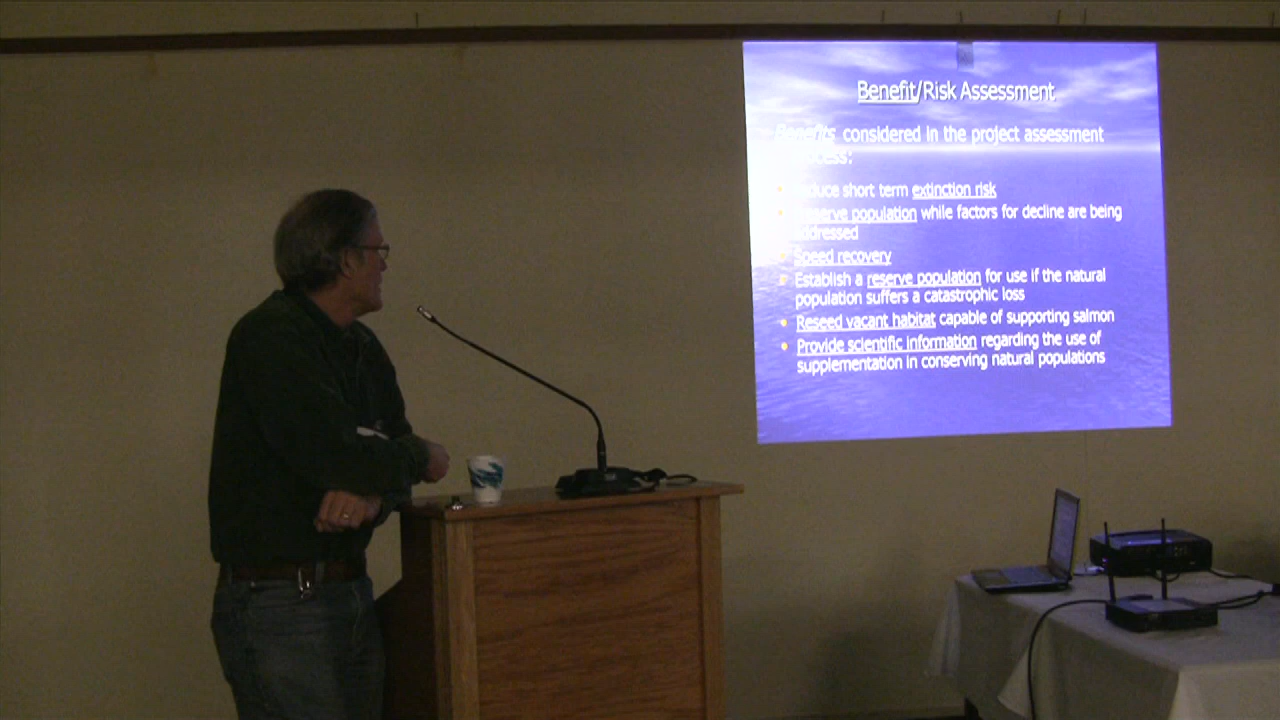 Benefit/Risk Assessment
Benefits considered in the project assessment
short term extinction risk
population while factors for decline are being
addressed
Speed recovery
Establish a reserve population for use if the natural
population suffers a catastrophic loss
Reseed vacant habitat capable of supporting salmon
Provide scientific information regarding the use of
supplementation in conserving natural populations